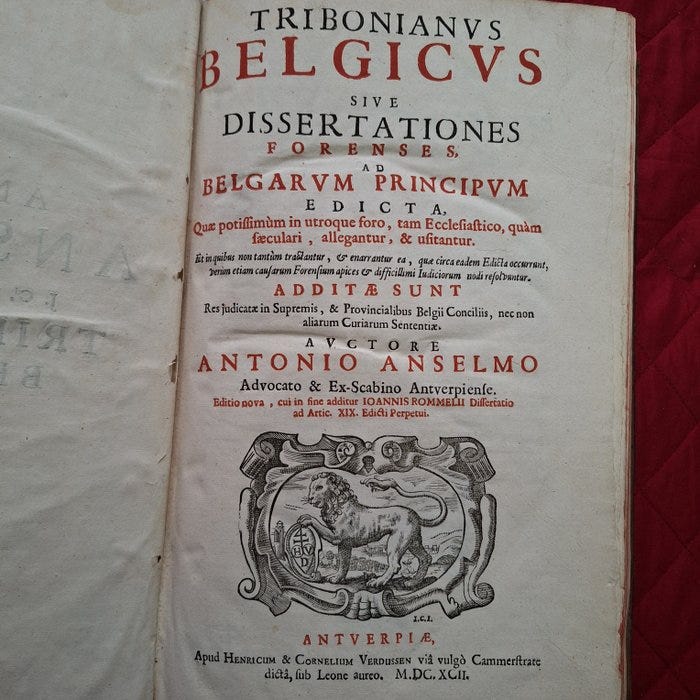 TRIBONIANVS
BELGICVS
SIVE
DISSERTATIONES
FORENSES,
AD
BELGARVM PRINCIPVM
EDICTA,
Quæ potissimùm in utroque foro, tam Ecclesiastico, quàm
sæculari, allegantur, & usitantur.
Et in quibus non tantùm tractantur, & enarrantur ea, quæ circa eadem Edicta occurrunt,
verùm etiam causarum Forensium apices & difficillimi Iudiciorum nodi resolvuntur.
ADDITÆ SUNT
Res judicatæ in Supremis, & Provincialibus Belgii Conciliis, nec non
aliarum Curiarum Sententiæ.
AVCTORE
ANTONIO ANSELMO
Advocato & Ex-Scabino Antverpiense.
Editio nova, cui in fine additur IOANNIS ROMMELII Dissertatio
ad Artic. XIX. Edicti Perpetui.
H V
D
I.C.I.
ANTVERPIÆ,
Apud HENRICUM & CORNELIUM VERDUSSEN viâ vulgò Cammerstrate
dictâ, sub Leone aureo. M.DC.XCII.